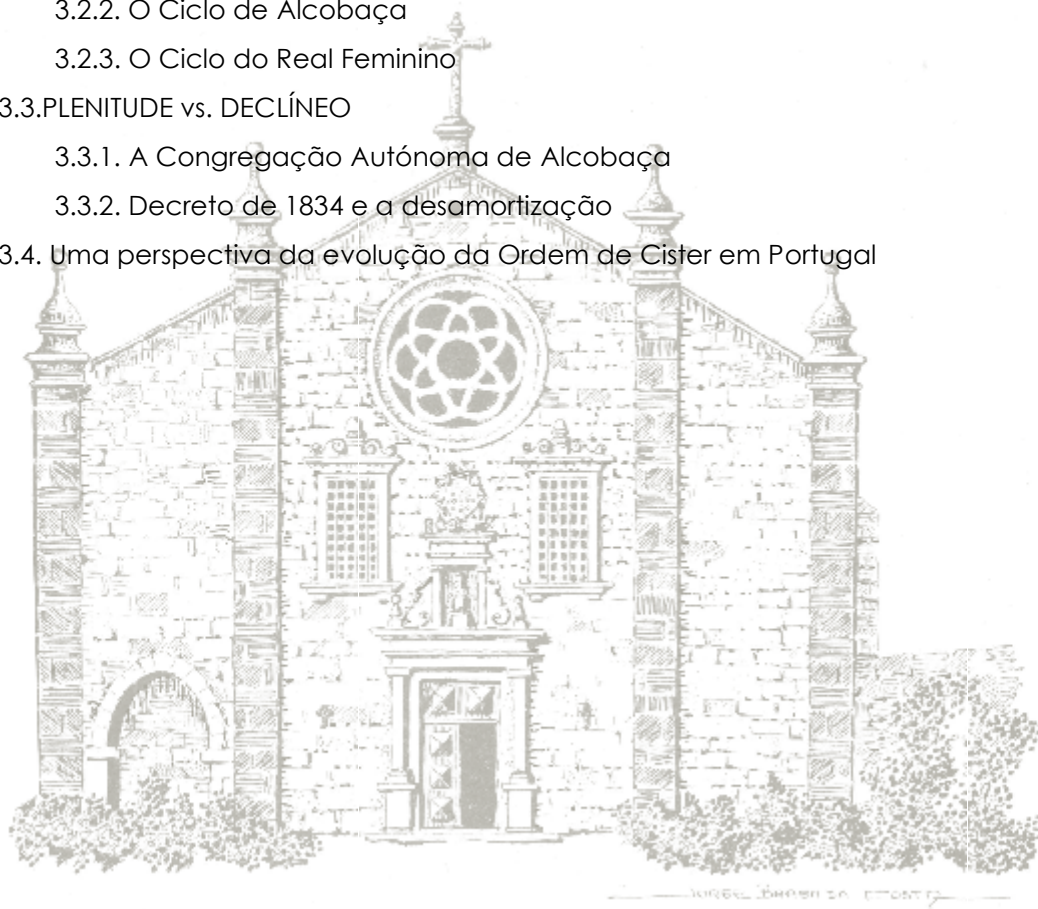 3.2.2. O Ciclo de Alcobaça
3.2.3. O Ciclo do Real Feminino
3.3.PLENITUDE vs. DECLÍNEO
3.3.1. A Congregação Autónoma de Alcobaça
3.3.2. Decreto de 1834 e a desamortização
3.4. Uma perspectiva da evolução da Ordem de Cister em Portugal